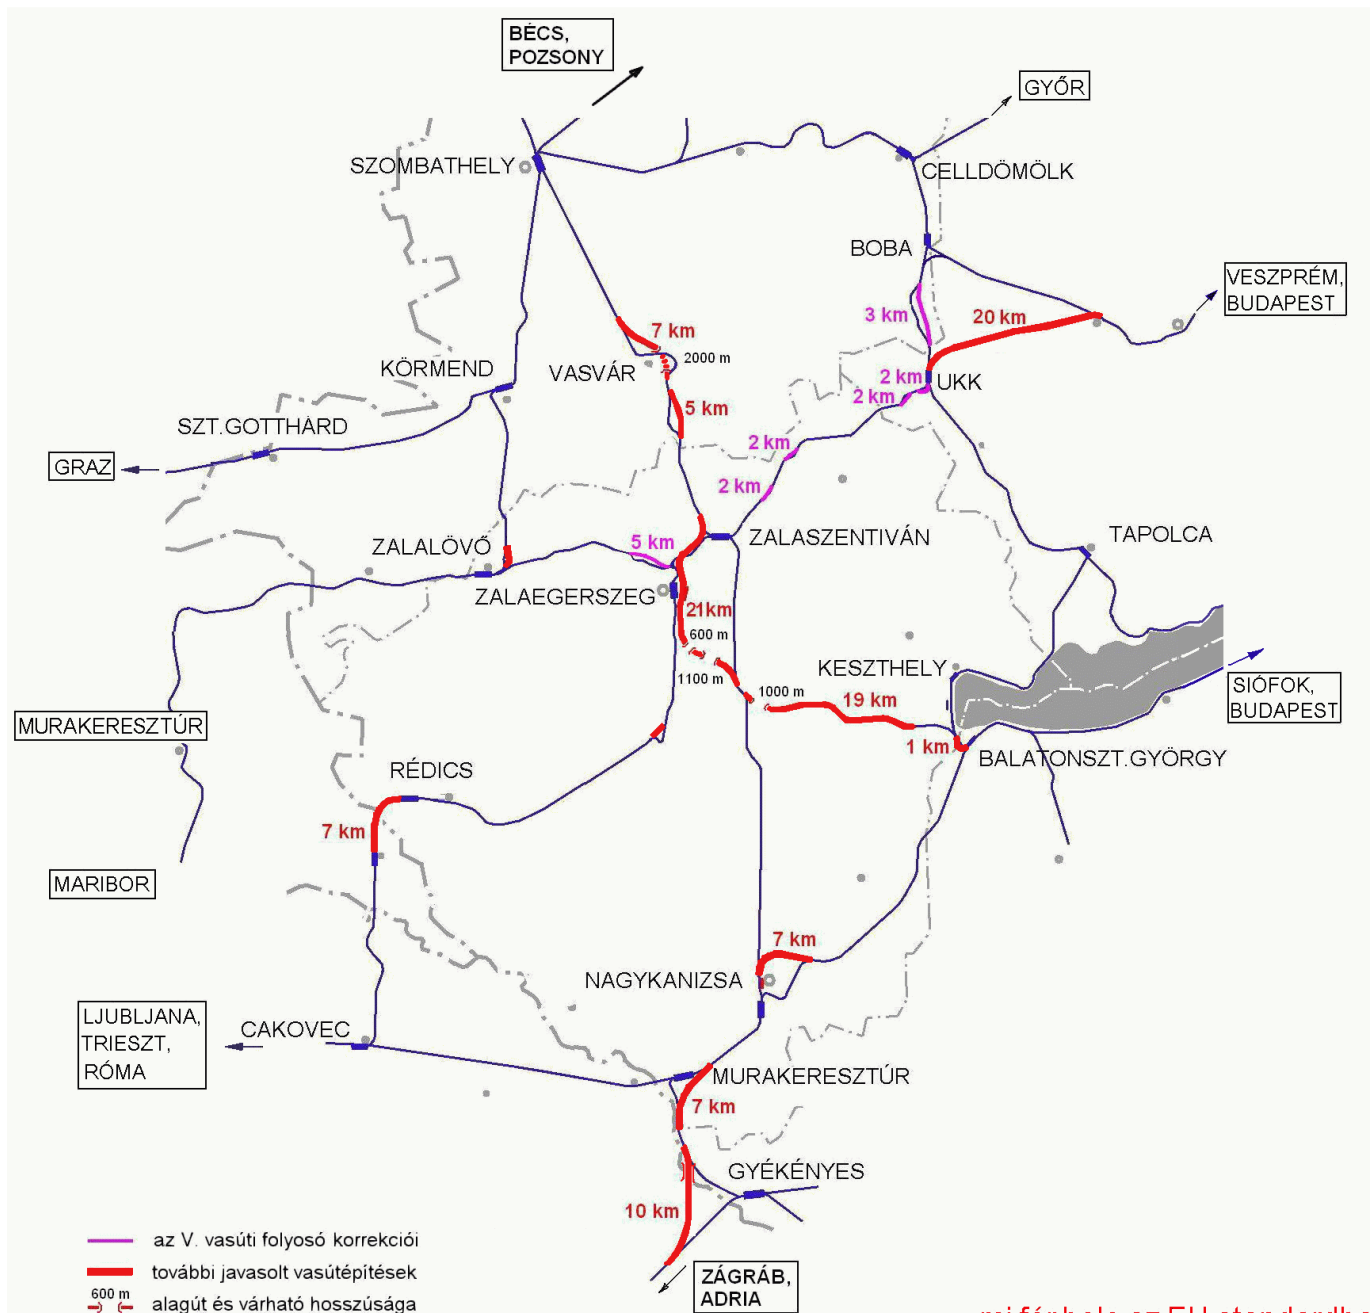 BÉCS,
POZSONY
GYŐR
SZOMBATHELY
CELLDÖMÖLK
BOBA
VESZPRÉM,
BUDAPEST
3 km
20 km
7 km
2000 m
VASVÁR
KÖRMEND
2 km
UKK
2 km
5 km
SZT.GOTTHÁRD
2 km
GRAZ
2 km
ZALASZENTIVÁN
TAPOLCA
ZALALÖVŐ
5 km
ZALAEGERSZEG
21km
600 m
KESZTHELY
1100 m
1000 m
19 km
SIÓFOK,
BUDAPEST
MURAKERESZTÚR
1 km
BALATONSZT.GYÖRGY
RÉDICS
7 km
MARIBOR
7 km
NAGYKANIZSA
LJUBLJANA,
TRIESZT,
RÓMA
CAKOVEC
MURAKERESZTÚR
7 km
GYÉKÉNYES
10 km
az V. vasúti folyosó korrekciói
további javasolt vasútépítések
ZÁGRÁB,
ADRIA
600 m
alagút és várható hosszúsága